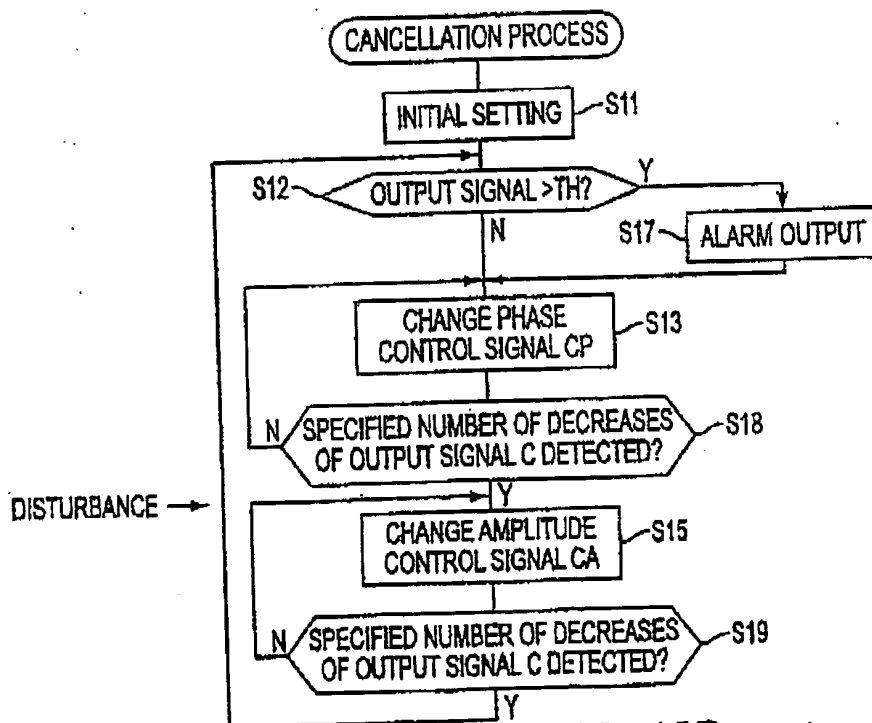 CANCELLATION PROCESS
INITIAL SETTING
S11
S12
OUTPUT SIGNAL >TH?
Y
N
S17
ALARM OUTPUT
CHANGE PHASE
CONTROL SIGNAL CP
S13
N
SPECIFIED NUMBER OF DECREASES
OF OUTPUT SIGNAL C DETECTED?
S18
Y
DISTURBANCE
CHANGE AMPLITUDE
CONTROL SIGNAL CA
S15
N
SPECIFIED NUMBER OF DECREASES
OF OUTPUT SIGNAL C DETECTED?
S19
Y